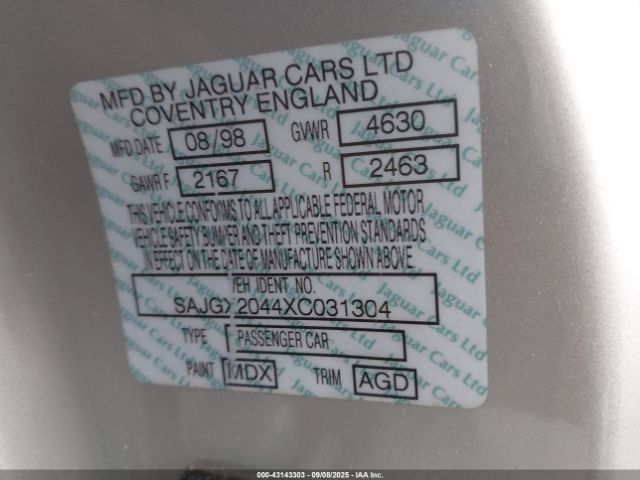 MFD BY JAGUAR CARS LTD
COVENTRY ENGLAND
MFD DATE 08/98 GVWR 4630
GAWR F 2167 R 2463
THIS VEHICLE CONFORMS TO ALL APPLICABLE FEDERAL MOTOR
VEHICLE SAFETY BUMPER AND THEFT PREVENTION STANDARDS
IN EFFECT ON THE DATE OF MANUFACTURE SHOWN ABOVE.
VEH IDENT. NO.
SAJGX2044XC031304
TYPE PASSENGER CAR
PAINT MDX TRIM AGD
000-43143303 - 09/08/2025 - IAA Inc.